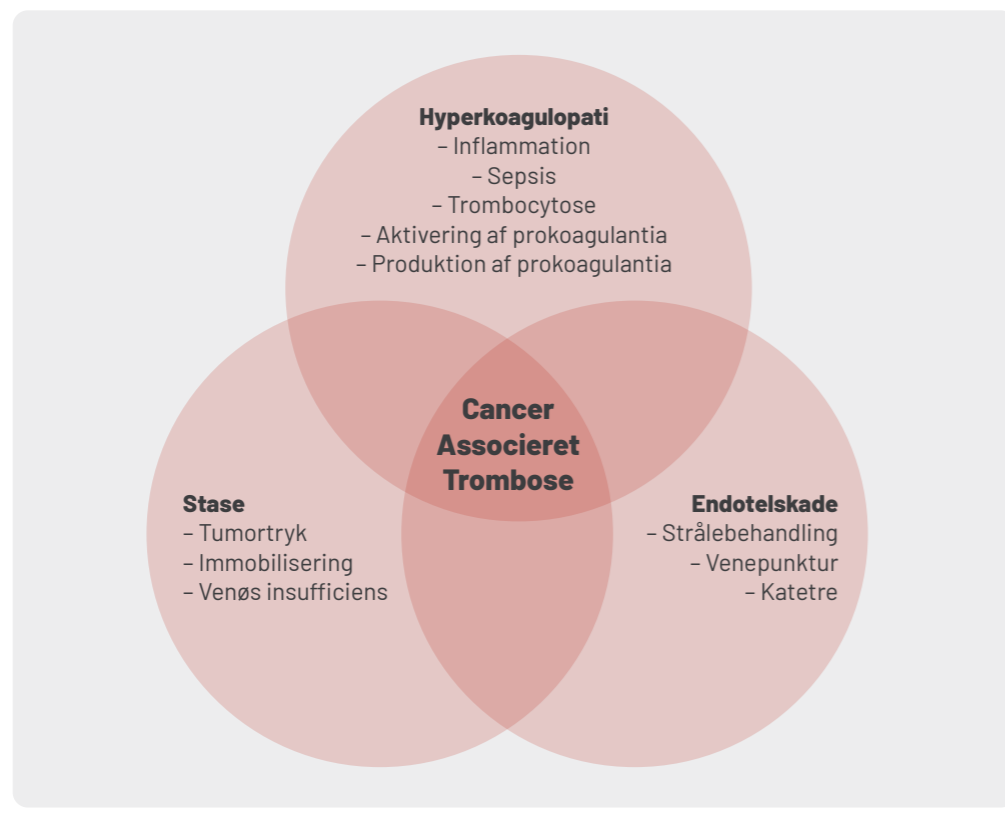 Hyperkoagulopati
– Inflammation
– Sepsis
– Trombocytose
– Aktivering af prokoagulantia
– Produktion af prokoagulantia
Cancer
Associeret
Trombose
Stase
– Tumortryk
– Immobilisering
– Venøs insufficiens
Endotelskade
– Strålebehandling
– Venepunktur
– Katetre